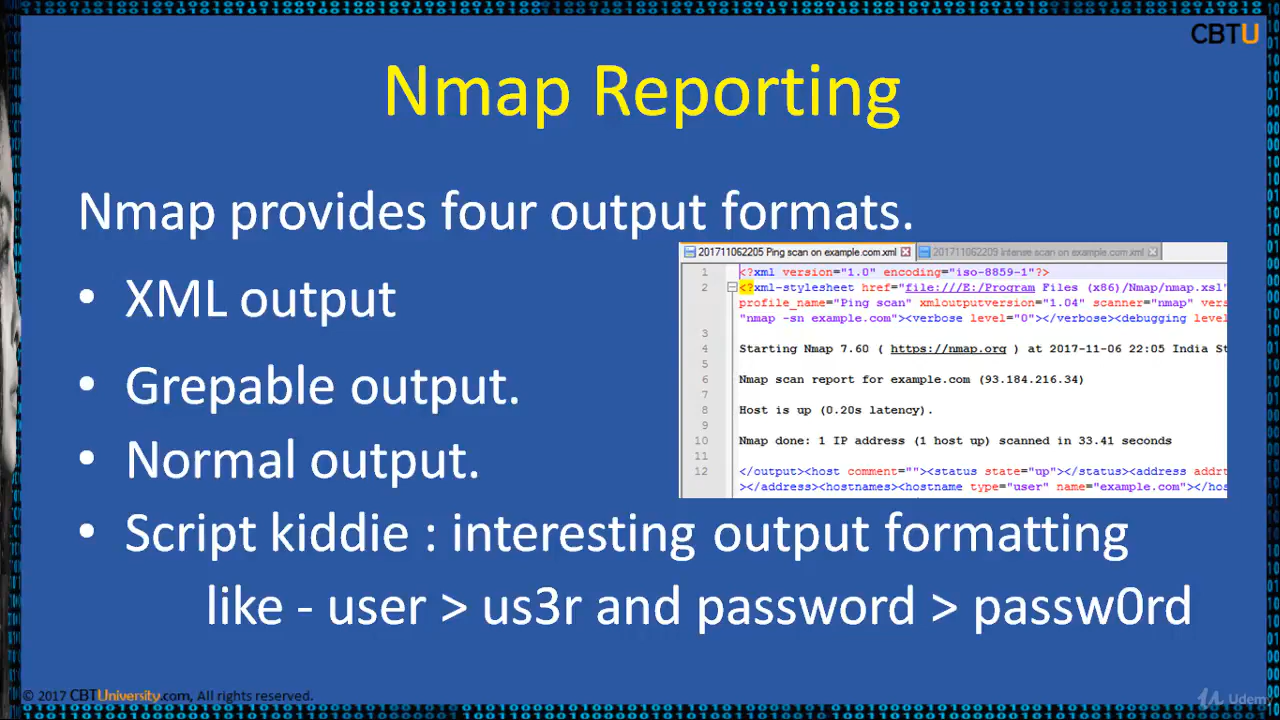 CBTU
Nmap Reporting
Nmap provides four output formats.
• XML output
• Grepable output.
• Normal output.
• Script kiddie : interesting output formatting
like - user > us3r and password > passw0rd
201711062205 Ping scan on example.com.xml
201711062209 intense scan on example.com.xml
1 <?xml version="1.0" encoding="iso-8859-1"?>
2 <?xml-stylesheet href="file:///E:/Program Files (x86)/Nmap/nmap.xsl"
profile_name="Ping scan" xmloutputversion="1.04" scanner="nmap" vers
"nmap -sn example.com"><verbose level="0"></verbose><debugging level
3
4 Starting Nmap 7.60 ( https://nmap.org ) at 2017-11-06 22:05 India St
5
6 Nmap scan report for example.com (93.184.216.34)
7
8 Host is up (0.20s latency).
9
10 Nmap done: 1 IP address (1 host up) scanned in 33.41 seconds
11
12 </output><host comment=""><status state="up"></status><address addrt
></address><hostnames><hostname type="user" name="example.com"></hos
© 2017 CBTUniversity.com, All rights reserved.
Udemy